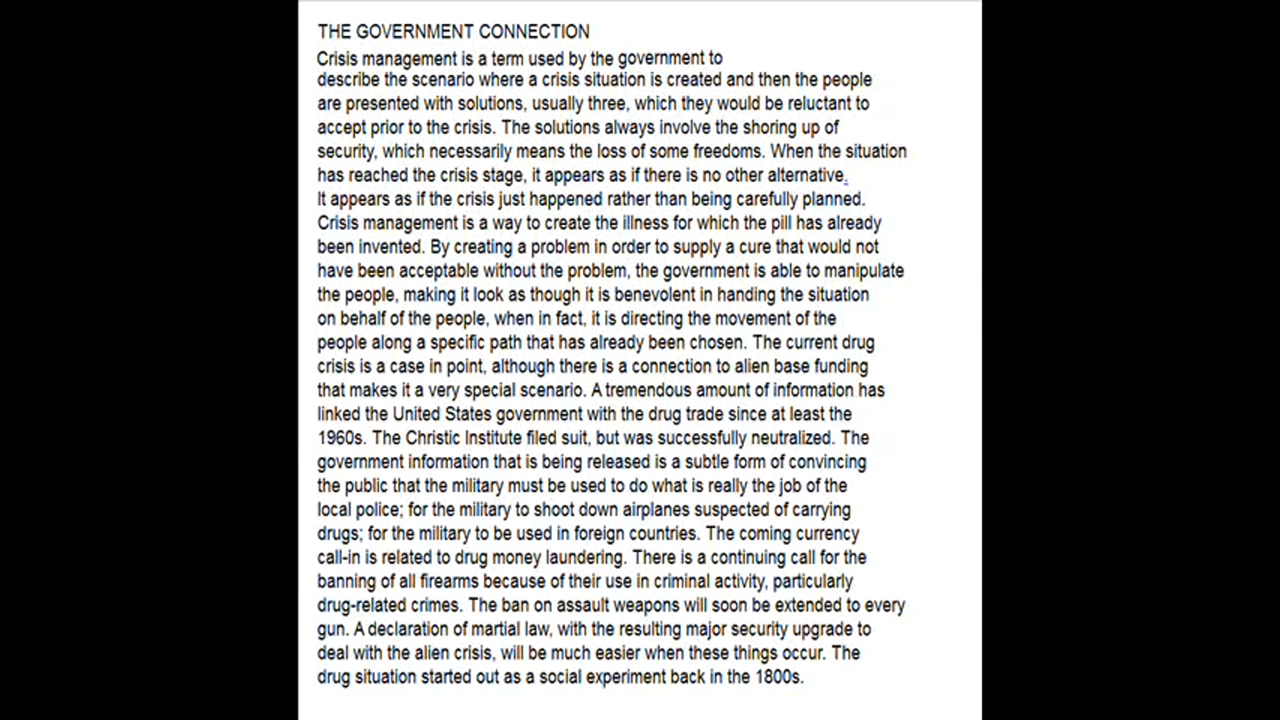 THE GOVERNMENT CONNECTION
Crisis management is a term used by the government to
describe the scenario where a crisis situation is created and then the people
are presented with solutions, usually three, which they would be reluctant to
accept prior to the crisis. The solutions always involve the shoring up of
security, which necessarily means the loss of some freedoms. When the situation
has reached the crisis stage, it appears as if there is no other alternative.
It appears as if the crisis just happened rather than being carefully planned.
Crisis management is a way to create the illness for which the pill has already
been invented. By creating a problem in order to supply a cure that would not
have been acceptable without the problem, the government is able to manipulate
the people, making it look as though it is benevolent in handing the situation
on behalf of the people, when in fact, it is directing the movement of the
people along a specific path that has already been chosen. The current drug
crisis is a case in point, although there is a connection to alien base funding
that makes it a very special scenario. A tremendous amount of information has
linked the United States government with the drug trade since at least the
1960s. The Christic Institute filed suit, but was successfully neutralized. The
government information that is being released is a subtle form of convincing
the public that the military must be used to do what is really the job of the
local police; for the military to shoot down airplanes suspected of carrying
drugs; for the military to be used in foreign countries. The coming currency
call-in is related to drug money laundering. There is a continuing call for the
banning of all firearms because of their use in criminal activity, particularly
drug-related crimes. The ban on assault weapons will soon be extended to every
gun. A declaration of martial law, with the resulting major security upgrade to
deal with the alien crisis, will be much easier when these things occur. The
drug situation started out as a social experiment back in the 1800s.